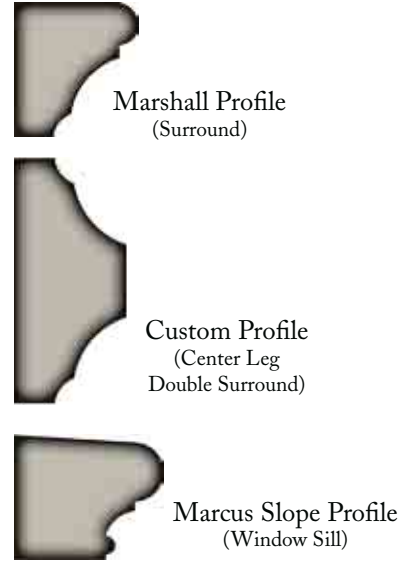 Marshall Profile
(Surround)
Custom Profile
(Center Leg
Double Surround)
Marcus Slope Profile
(Window Sill)